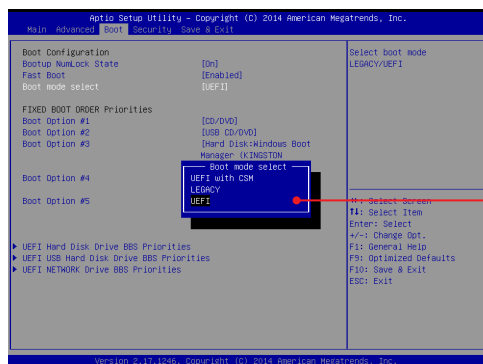 Aptio Setup Utility – Copyright (C) 2014 American Megatrends, Inc.
Main Advanced Boot Security Save & Exit
Boot Configuration
Bootup NumLock State [On]
Fast Boot [Enabled]
Boot mode select [UEFI]
FIXED BOOT ORDER Priorities
Boot Option #1 [CD/DVD]
Boot Option #2 [USB CD/DVD]
Boot Option #3 [Hard Disk:Windows Boot
Manager (KINGSTON
Boot Option #4
Boot Option #5
Boot mode select
UEFI with CSM
LEGACY
UEFI
UEFI Hard Disk Drive BBS Priorities
UEFI USB Hard Disk Drive BBS Priorities
UEFI NETWORK Drive BBS Priorities
Select boot mode
LEGACY/UEFI
→←: Select Screen
↑↓: Select Item
Enter: Select
+/-: Change Opt.
F1: General Help
F9: Optimized Defaults
F10: Save & Exit
ESC: Exit
Version 2.17.1246. Copyright (C) 2014 American Megatrends, Inc.